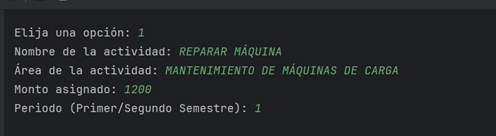 Elija una opción: 1
Nombre de la actividad: REPARAR MÁQUINA
Área de la actividad: MANTENIMIENTO DE MÁQUINAS DE CARGA
Monto asignado: 1200
Periodo (Primer/Segundo Semestre): 1